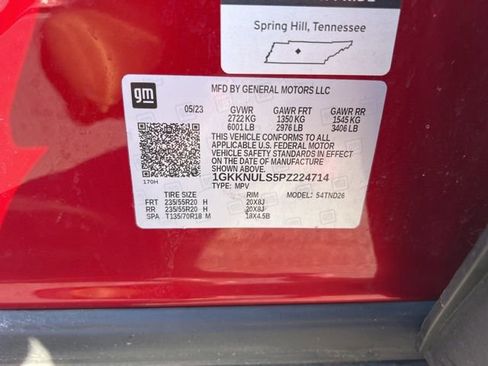 Spring Hill, Tennessee
gm
MFD BY GENERAL MOTORS LLC
05/23 GVWR GAWR FRT GAWR RR
2722 KG 1350 KG 1545 KG
6001 LB 2976 LB 3406 LB
THIS VEHICLE CONFORMS TO ALL
APPLICABLE U.S. FEDERAL MOTOR
VEHICLE SAFETY STANDARDS IN EFFECT
ON THE DATE OF MANUFACTURE
SHOWN ABOVE.
1GKKNULS5PZ224714
170H
TYPE: MPV
TIRE SIZE RIM MODEL: 54TND26
FRT 235/55R20 H 20X8J
RR 235/55R20 H 20X8J
SPA T135/70R18 M 18X4.5B